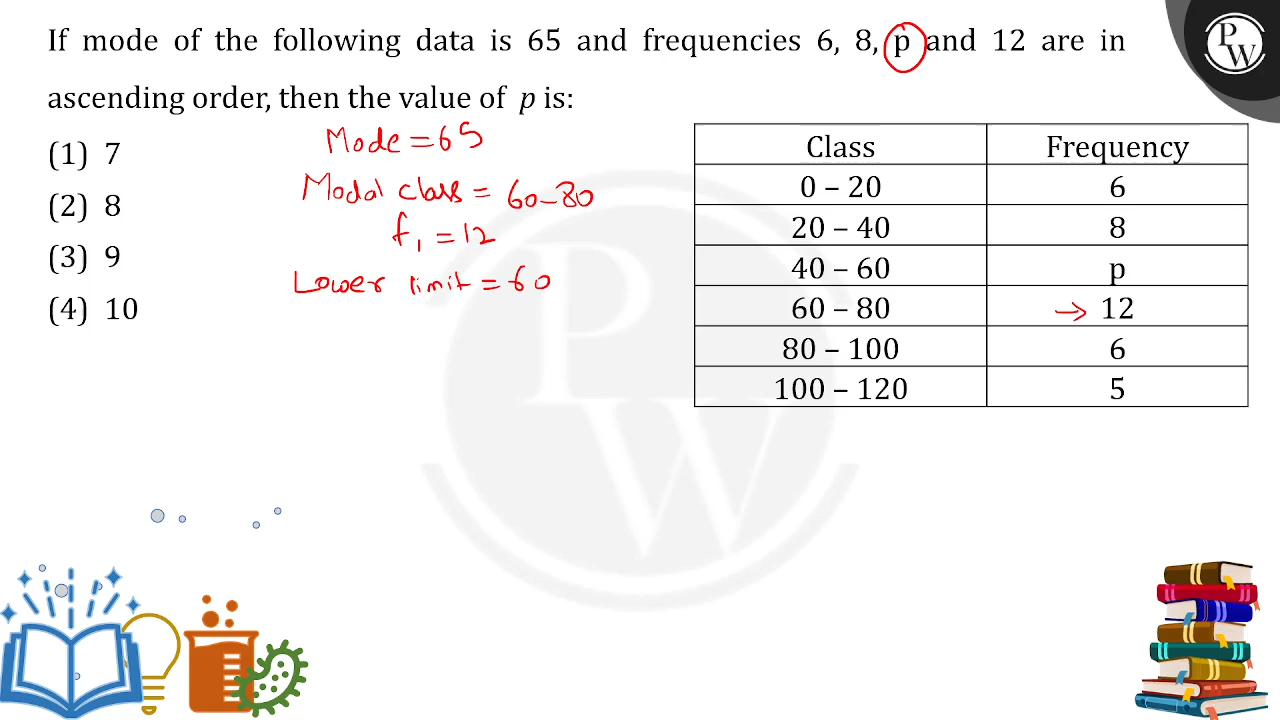 If mode of the following data is 65 and frequencies 6, 8, p and 12 are in
ascending order, then the value of p is:
(1) 7
(2) 8
(3) 9
(4) 10
Mode = 65
Modal class = 60-80
f₁ = 12
Lower limit = 60
Class Frequency
0 – 20 6
20 – 40 8
40 – 60 p
60 – 80 → 12
80 – 100 6
100 – 120 5
PW
PW